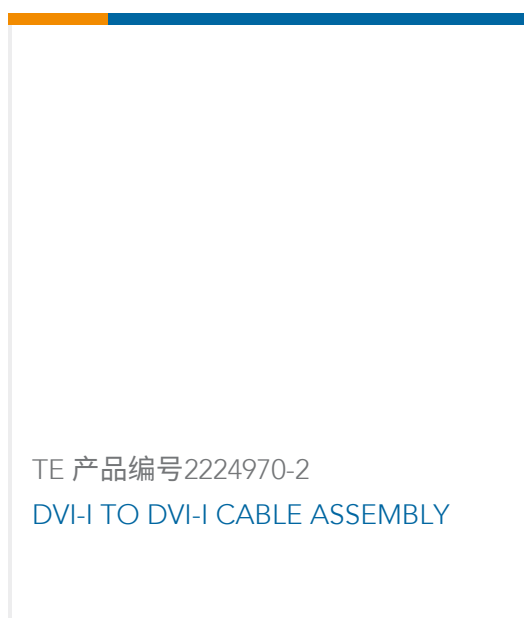 TE 产品编号2224970-2
DVI-I TO DVI-I CABLE ASSEMBLY